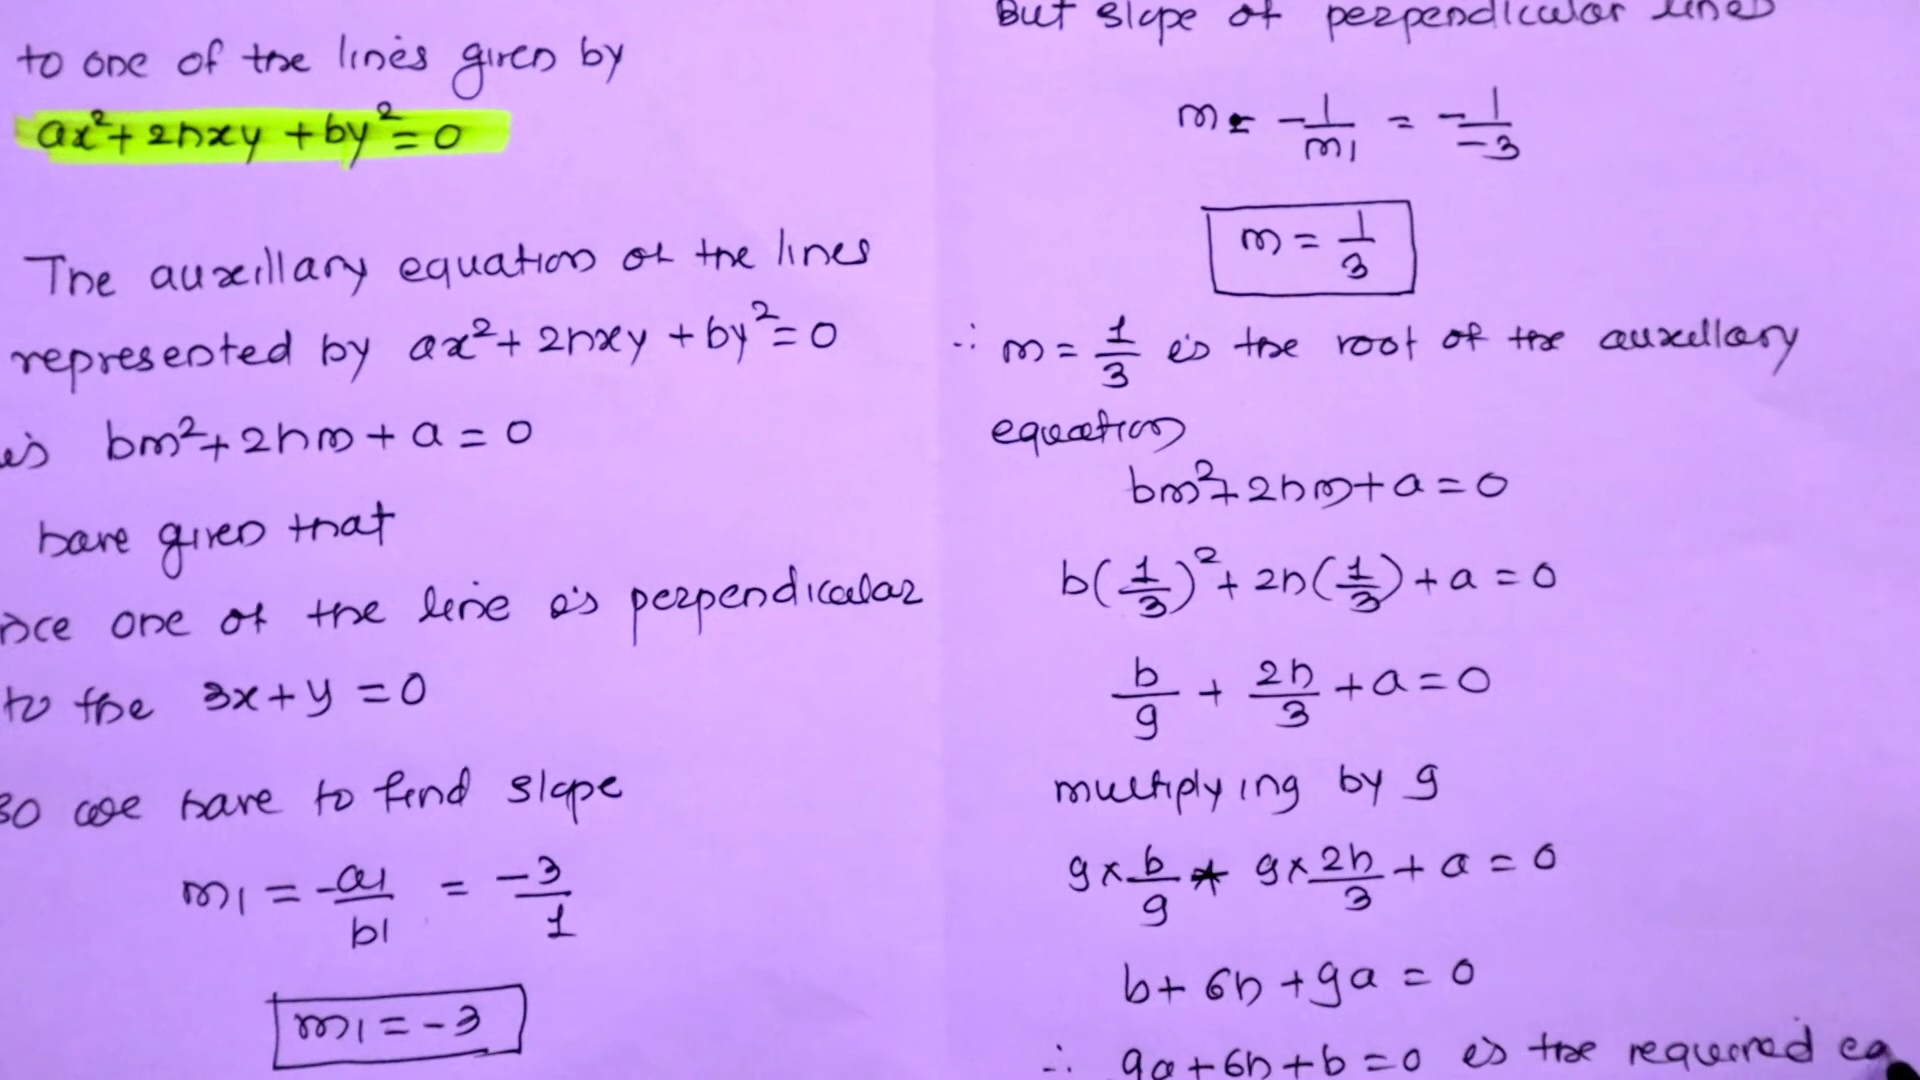 to one of the lines given by
ax²+2hxy+by²=0
The auxillary equation of the lines
represented by ax²+2hxy+by²=0
is bm²+2hm+a=0
have given that
one of the line is perpendicular
to the 3x+y=0
so we have to find slope
m1 = -a1/b1 = -3/1
m1=-3
But slope of perpendicular lines
m = -1/m1 = -1/-3
m = 1/3
∴ m = 1/3 is the root of the auxillary
equation
bm²+2hm+a=0
b(1/3)²+2h(1/3)+a=0
b/9 + 2h/3 + a=0
multiplying by 9
9×b/9 + 9×2h/3 + a=0
b+6h+9a=0
∴ 9a+6h+b=0 is the required